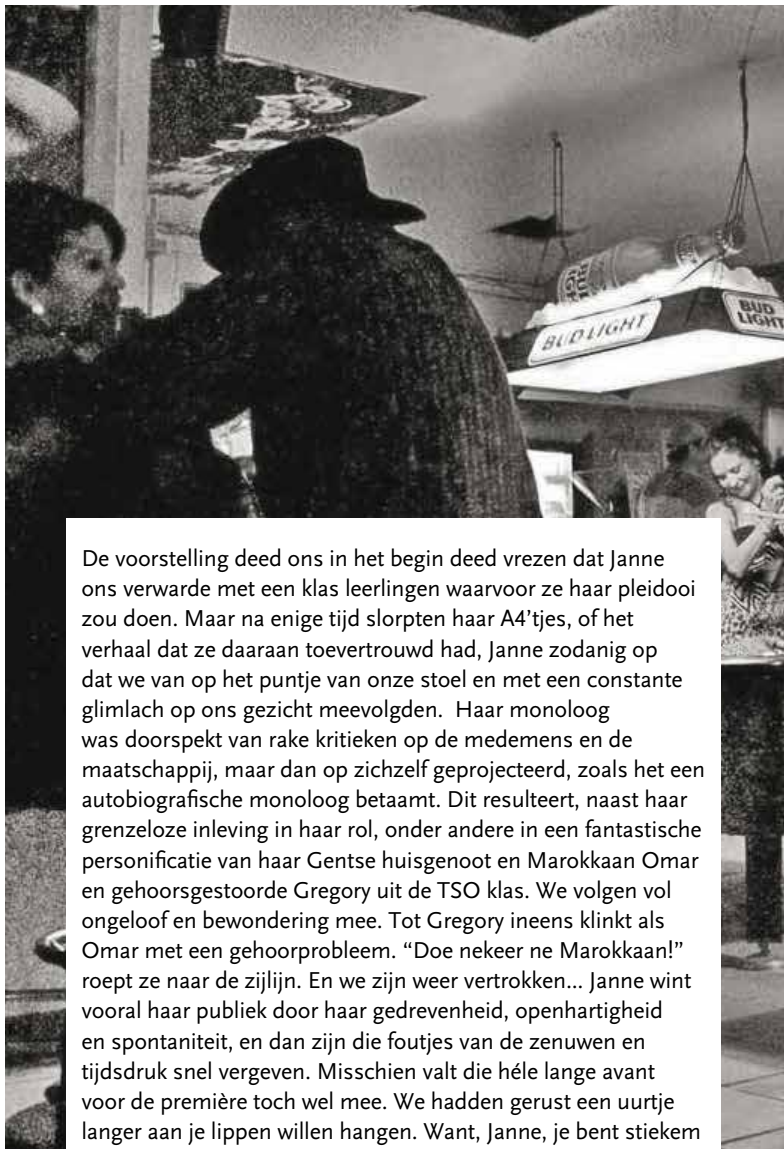 BUD LIGHT
BUD
LIGHT
De voorstelling deed ons in het begin deed vrezen dat Janne
ons verwarde met een klas leerlingen waarvoor ze haar pleidooi
zou doen. Maar na enige tijd slorpten haar A4'tjes, of het
verhaal dat ze daaraan toevertrouwd had, Janne zodanig op
dat we van op het puntje van onze stoel en met een constante
glimlach op ons gezicht meevolgden.  Haar monoloog
was doorspekt van rake kritieken op de medemens en de
maatschappij, maar dan op zichzelf geprojecteerd, zoals het een
autobiografische monoloog betaamt. Dit resulteert, naast haar
grenzeloze inleving in haar rol, onder andere in een fantastische
personificatie van haar Gentse huisgenoot en Marokkaan Omar
en gehoorsgestoorde Gregory uit de TSO klas. We volgen vol
ongeloof en bewondering mee. Tot Gregory ineens klinkt als
Omar met een gehoorprobleem. “Doe nekeer ne Marokkaan!”
roept ze naar de zijlijn. En we zijn weer vertrokken... Janne wint
vooral haar publiek door haar gedrevenheid, openhartigheid
en spontaniteit, en dan zijn die foutjes van de zenuwen en
tijdsdruk snel vergeven. Misschien valt die héle lange avant
voor de première toch wel mee. We hadden gerust een uurtje
langer aan je lippen willen hangen. Want, Janne, je bent stiekem